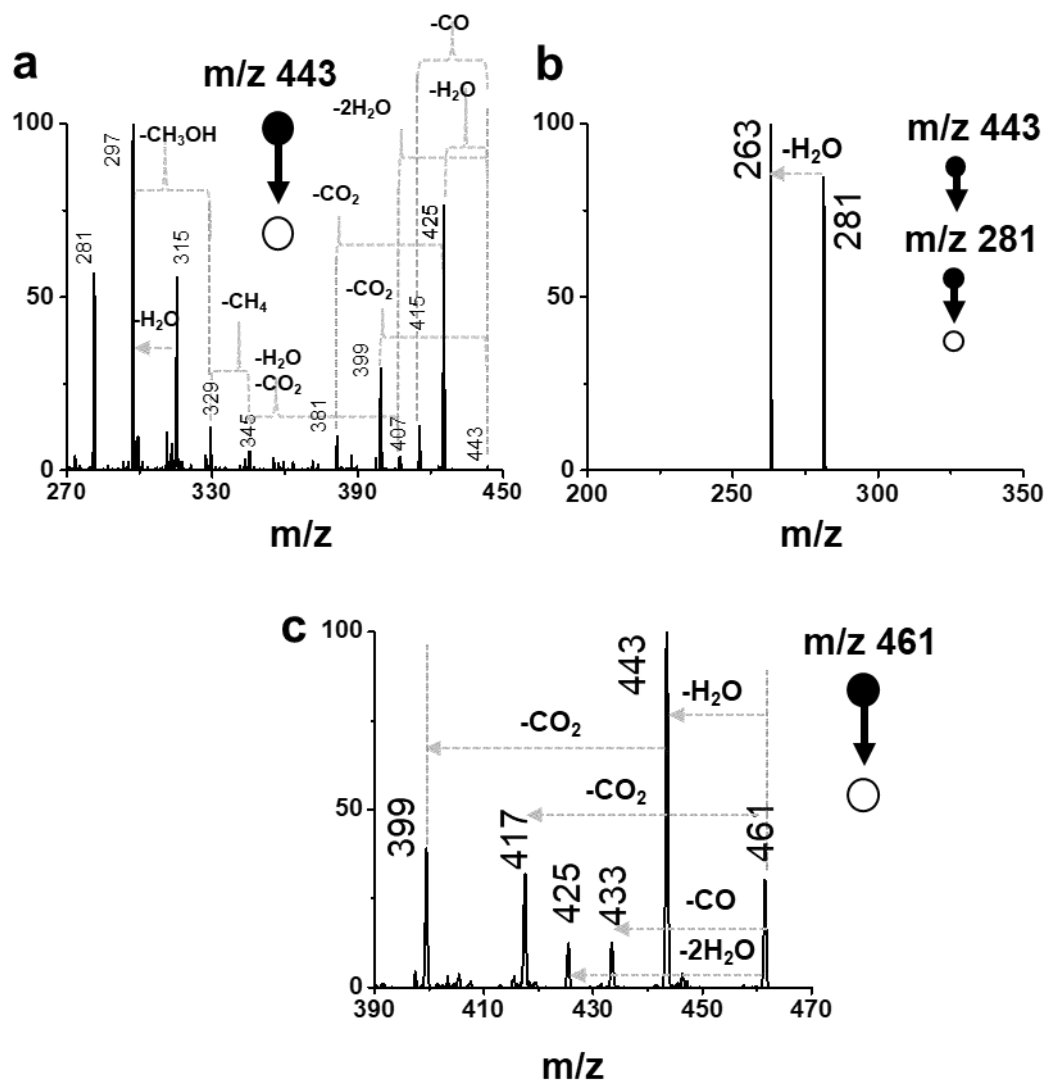 a
m/z 443
-CO
-H₂O
-2H₂O
-CH₃OH
-CO₂
-CO₂
-CH₄
-H₂O
-H₂O
-CO₂
100
50
0
281
297
315
329
345
381
399
407
415
425
443
270
330
390
450
m/z
b
m/z 443
m/z 281
-H₂O
100
50
0
263
281
200
250
300
350
m/z
c
m/z 461
-H₂O
-CO₂
-CO₂
-CO
-2H₂O
100
50
0
399
417
425
433
443
461
390
410
430
450
470
m/z